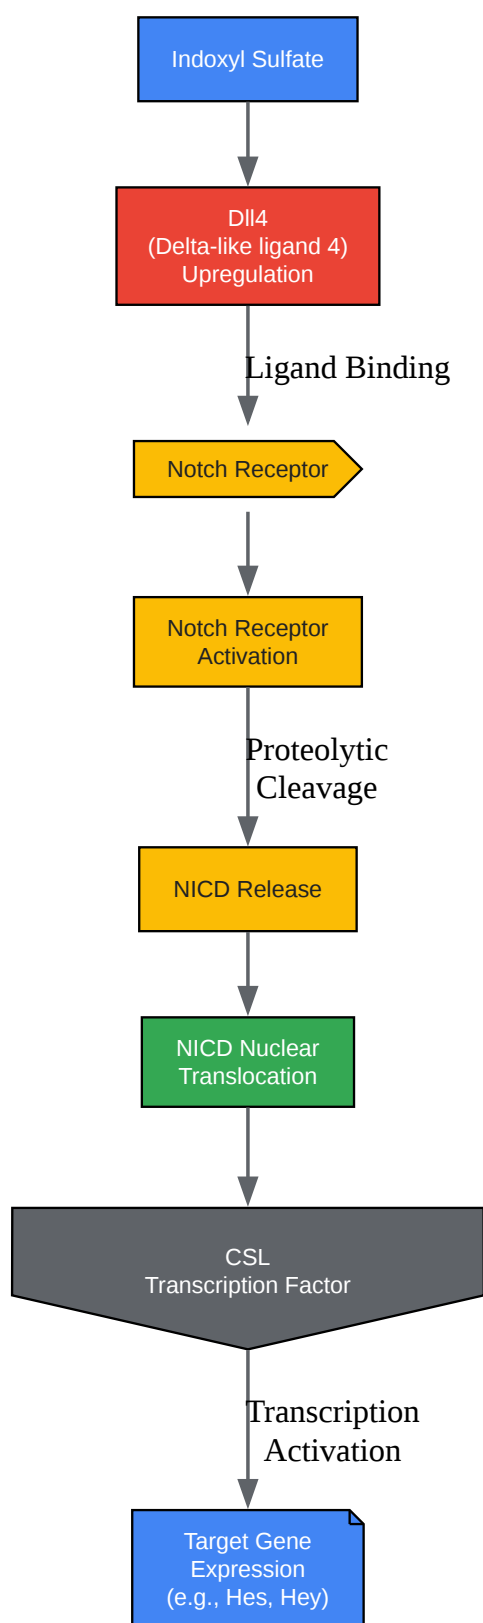 Indoxyl Sulfate
Dll4
(Delta-like ligand 4)
Upregulation
Ligand Binding
Notch Receptor
Notch Receptor
Activation
Proteolytic
Cleavage
NICD Release
NICD Nuclear
Translocation
CSL
Transcription Factor
Transcription
Activation
Target Gene
Expression
(e.g., Hes, Hey)